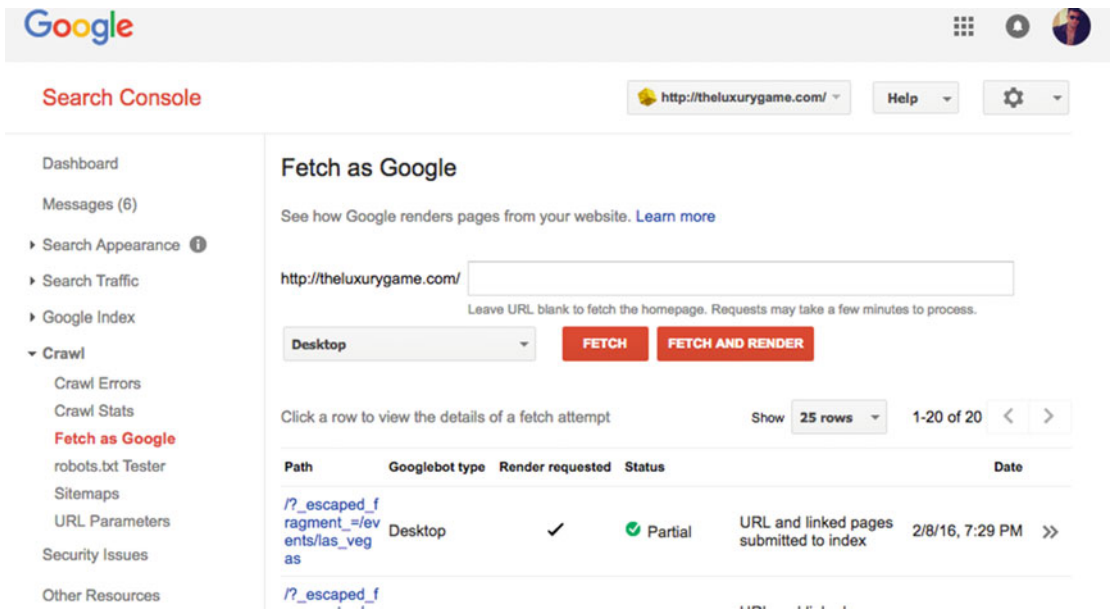 Google
Search Console
http://theluxurygame.com/
Help
Dashboard
Messages (6)
Search Appearance
Search Traffic
Google Index
Crawl
Crawl Errors
Crawl Stats
Fetch as Google
robots.txt Tester
Sitemaps
URL Parameters
Security Issues
Other Resources
Fetch as Google
See how Google renders pages from your website. Learn more
http://theluxurygame.com/
Leave URL blank to fetch the homepage. Requests may take a few minutes to process.
Desktop
FETCH
FETCH AND RENDER
Click a row to view the details of a fetch attempt
Show 25 rows 1-20 of 20
Path Googlebot type Render requested Status Date
/?_escaped_f
ragment_=/ev
ents/las_veg
as
Desktop
Partial
URL and linked pages
submitted to index
2/8/16, 7:29 PM
/?_escaped_f